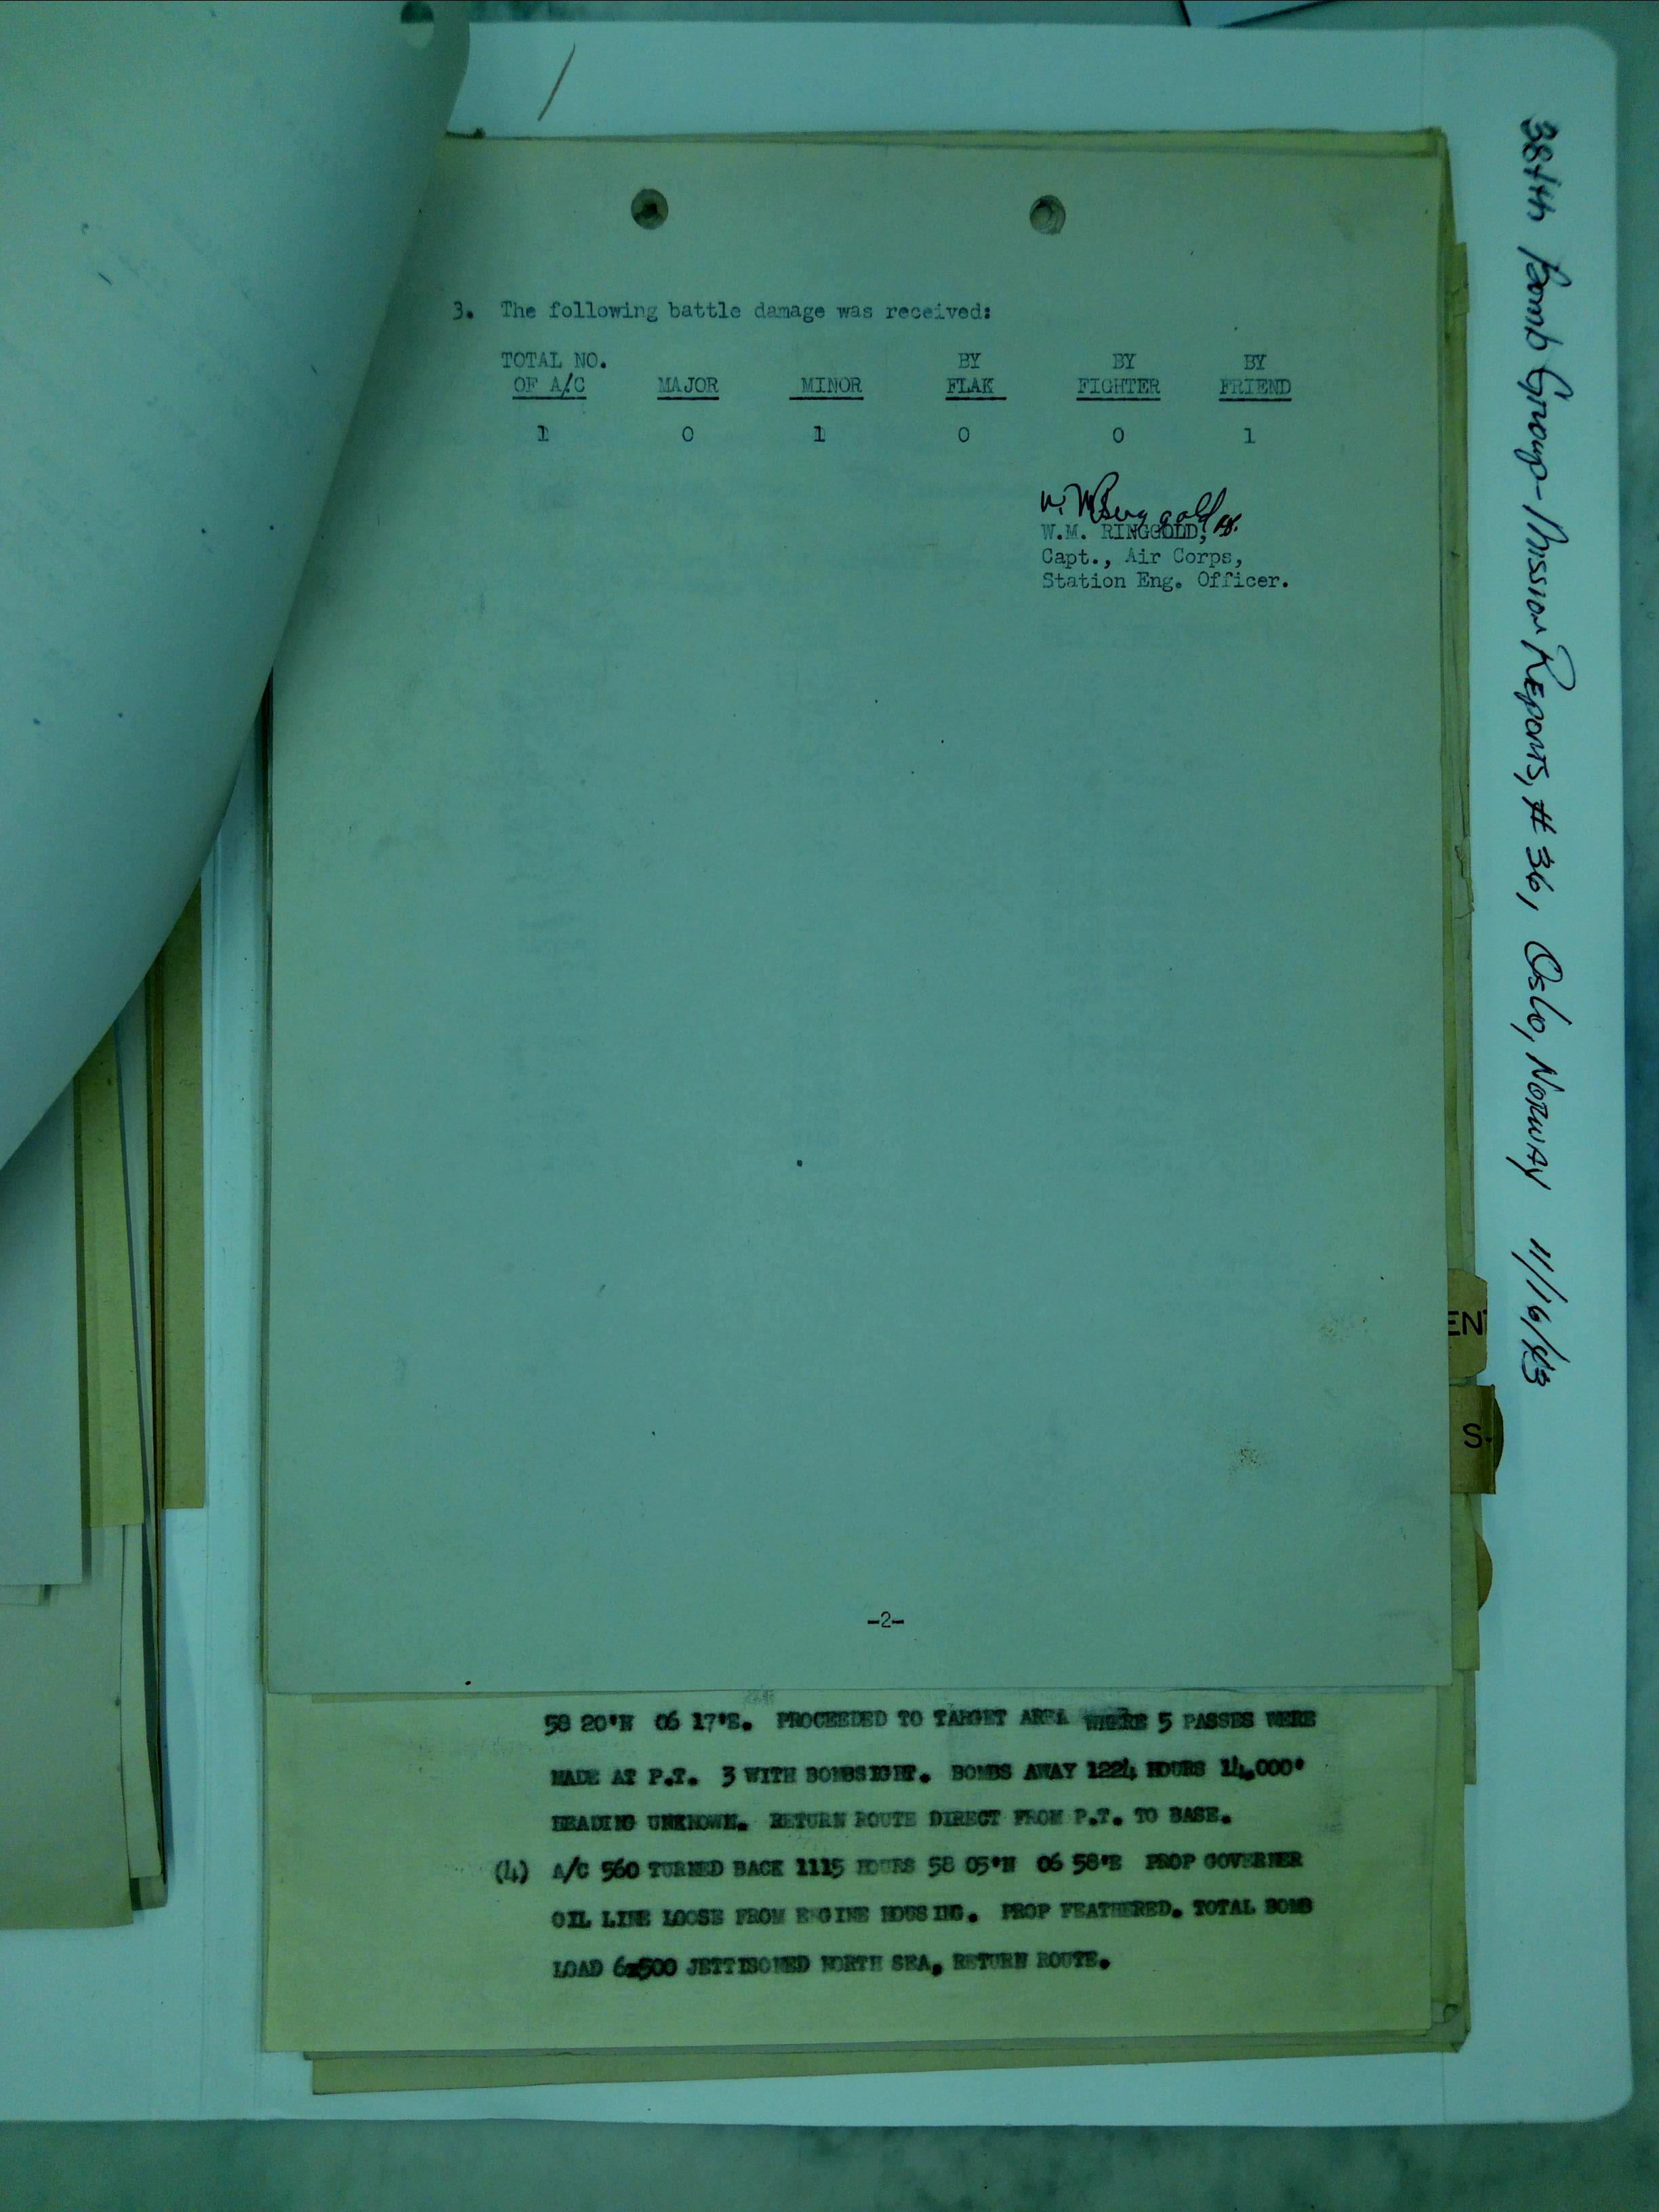 3. The following battle damage was received:
TOTAL NO. BY BY BY
OF A/C MAJOR MINOR FLAK FIGHTER FRIEND
1 0 1 0 0 1
W.M. RINGGOLD,
Capt., Air Corps,
Station Eng. Officer.
-2-
58 20'N 06 17'E. PROCEEDED TO TARGET AREA WHERE 5 PASSES WERE
MADE AT P.T. 3 WITH BOMBSIGHT. BOMBS AWAY 1224 HOURS 14,000'
HEADING UNKNOWN. RETURN ROUTE DIRECT FROM P.T. TO BASE.
(4) A/C 560 TURNED BACK 1115 HOURS 58 05'N 06 58'E PROP GOVERNER
OIL LINE LOOSE FROM ENGINE HOUSING. PROP FEATHERED. TOTAL BOMB
LOAD 6x500 JETTISONED NORTH SEA, RETURN ROUTE.
384th Bomb Group - Mission Reports, #36, Oslo, Norway 11/16/43
EN
S-